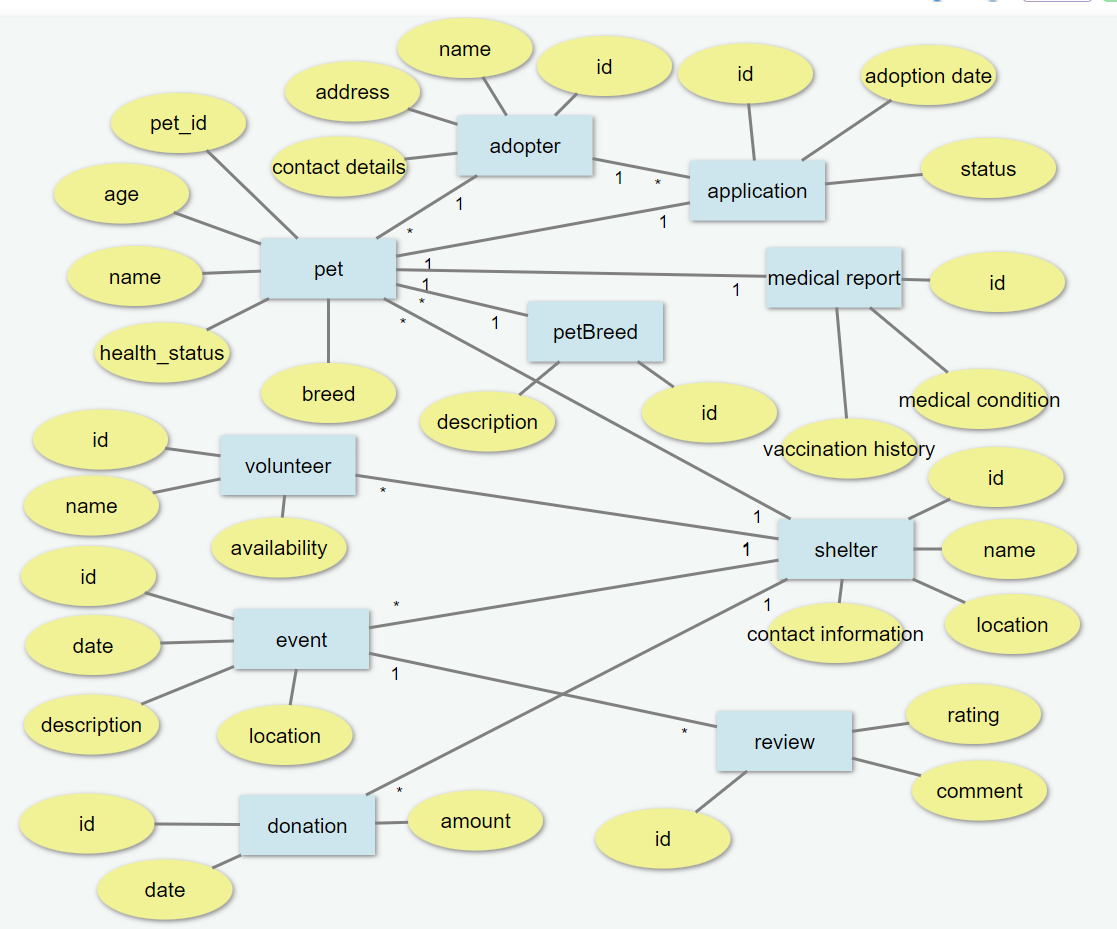 name
id
id
adoption date
address
pet_id
adopter
contact details
status
1
*
application
age
1
1
*
pet
1
name
medical report
id
1
1
1
*
*
1
petBreed
health_status
breed
medical condition
description
id
id
vaccination history
volunteer
id
*
name
1
availability
1
shelter
name
id
*
1
contact information
location
date
event
1
rating
description
location
*
review
comment
*
id
donation
amount
id
date